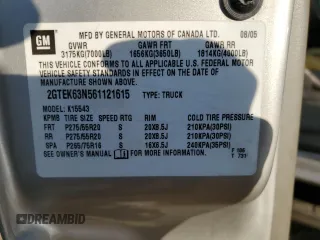 GM
MFD BY GENERAL MOTORS OF CANADA LTD. 08/05
GVWR GAWR FRT GAWR RR
3175KG(7000LB) 1656KG(3650LB) 1814KG(4000LB)
THIS VEHICLE CONFORMS TO ALL APPLICABLE U.S. FEDERAL MOTOR
VEHICLE SAFETY STANDARDS IN EFFECT ON THE DATE OF
MANUFACTURE SHOWN ABOVE.
2GTEK63N561121615 TYPE: TRUCK
MODEL: K15543
TIRE SIZE SPEED RTG RIM COLD TIRE PRESSURE
FRT P275/55R20 S 20X8.5J 210KPA(30PSI)
RR P275/55R20 S 20X8.5J 210KPA(30PSI)
SPA P265/75R16 S 16X6.5J 240KPA(35PSI)
SEE OWNER'S MANUAL FOR MORE INFORMATION.
DREAMBID